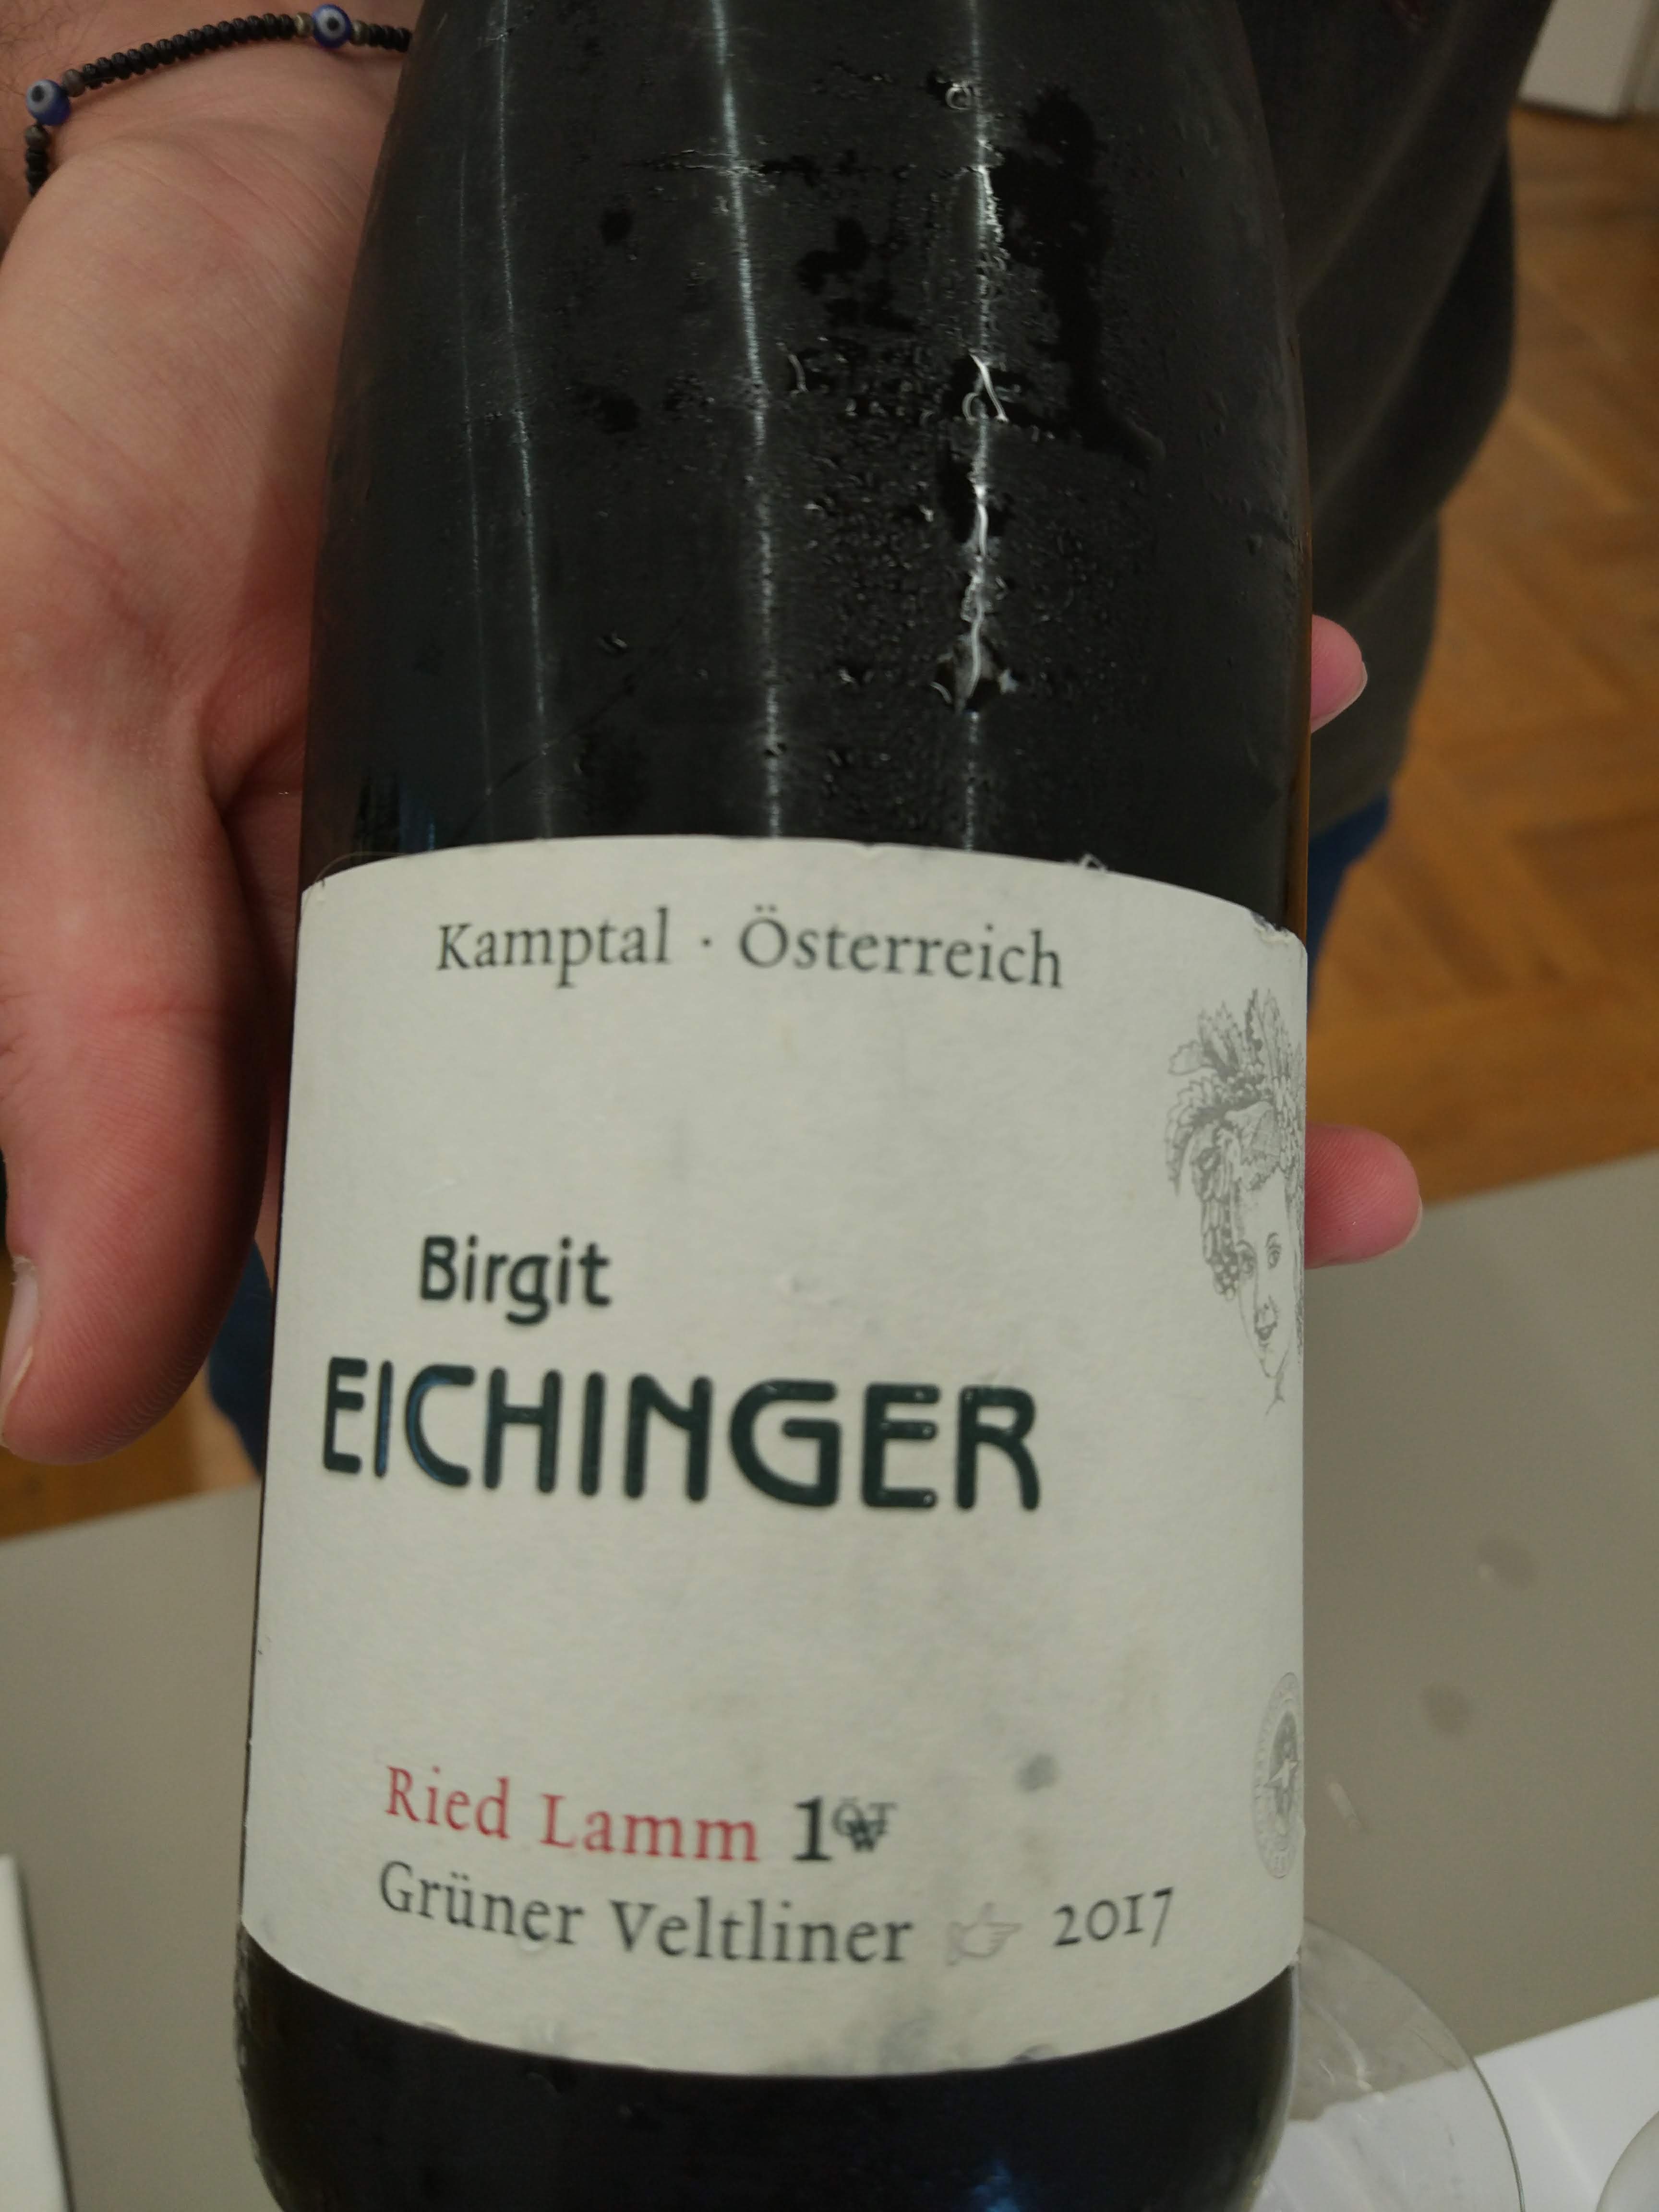 Kamptal · Österreich
Birgit
EICHINGER
Ried Lamm 1ÖTW
Grüner Veltliner 2017